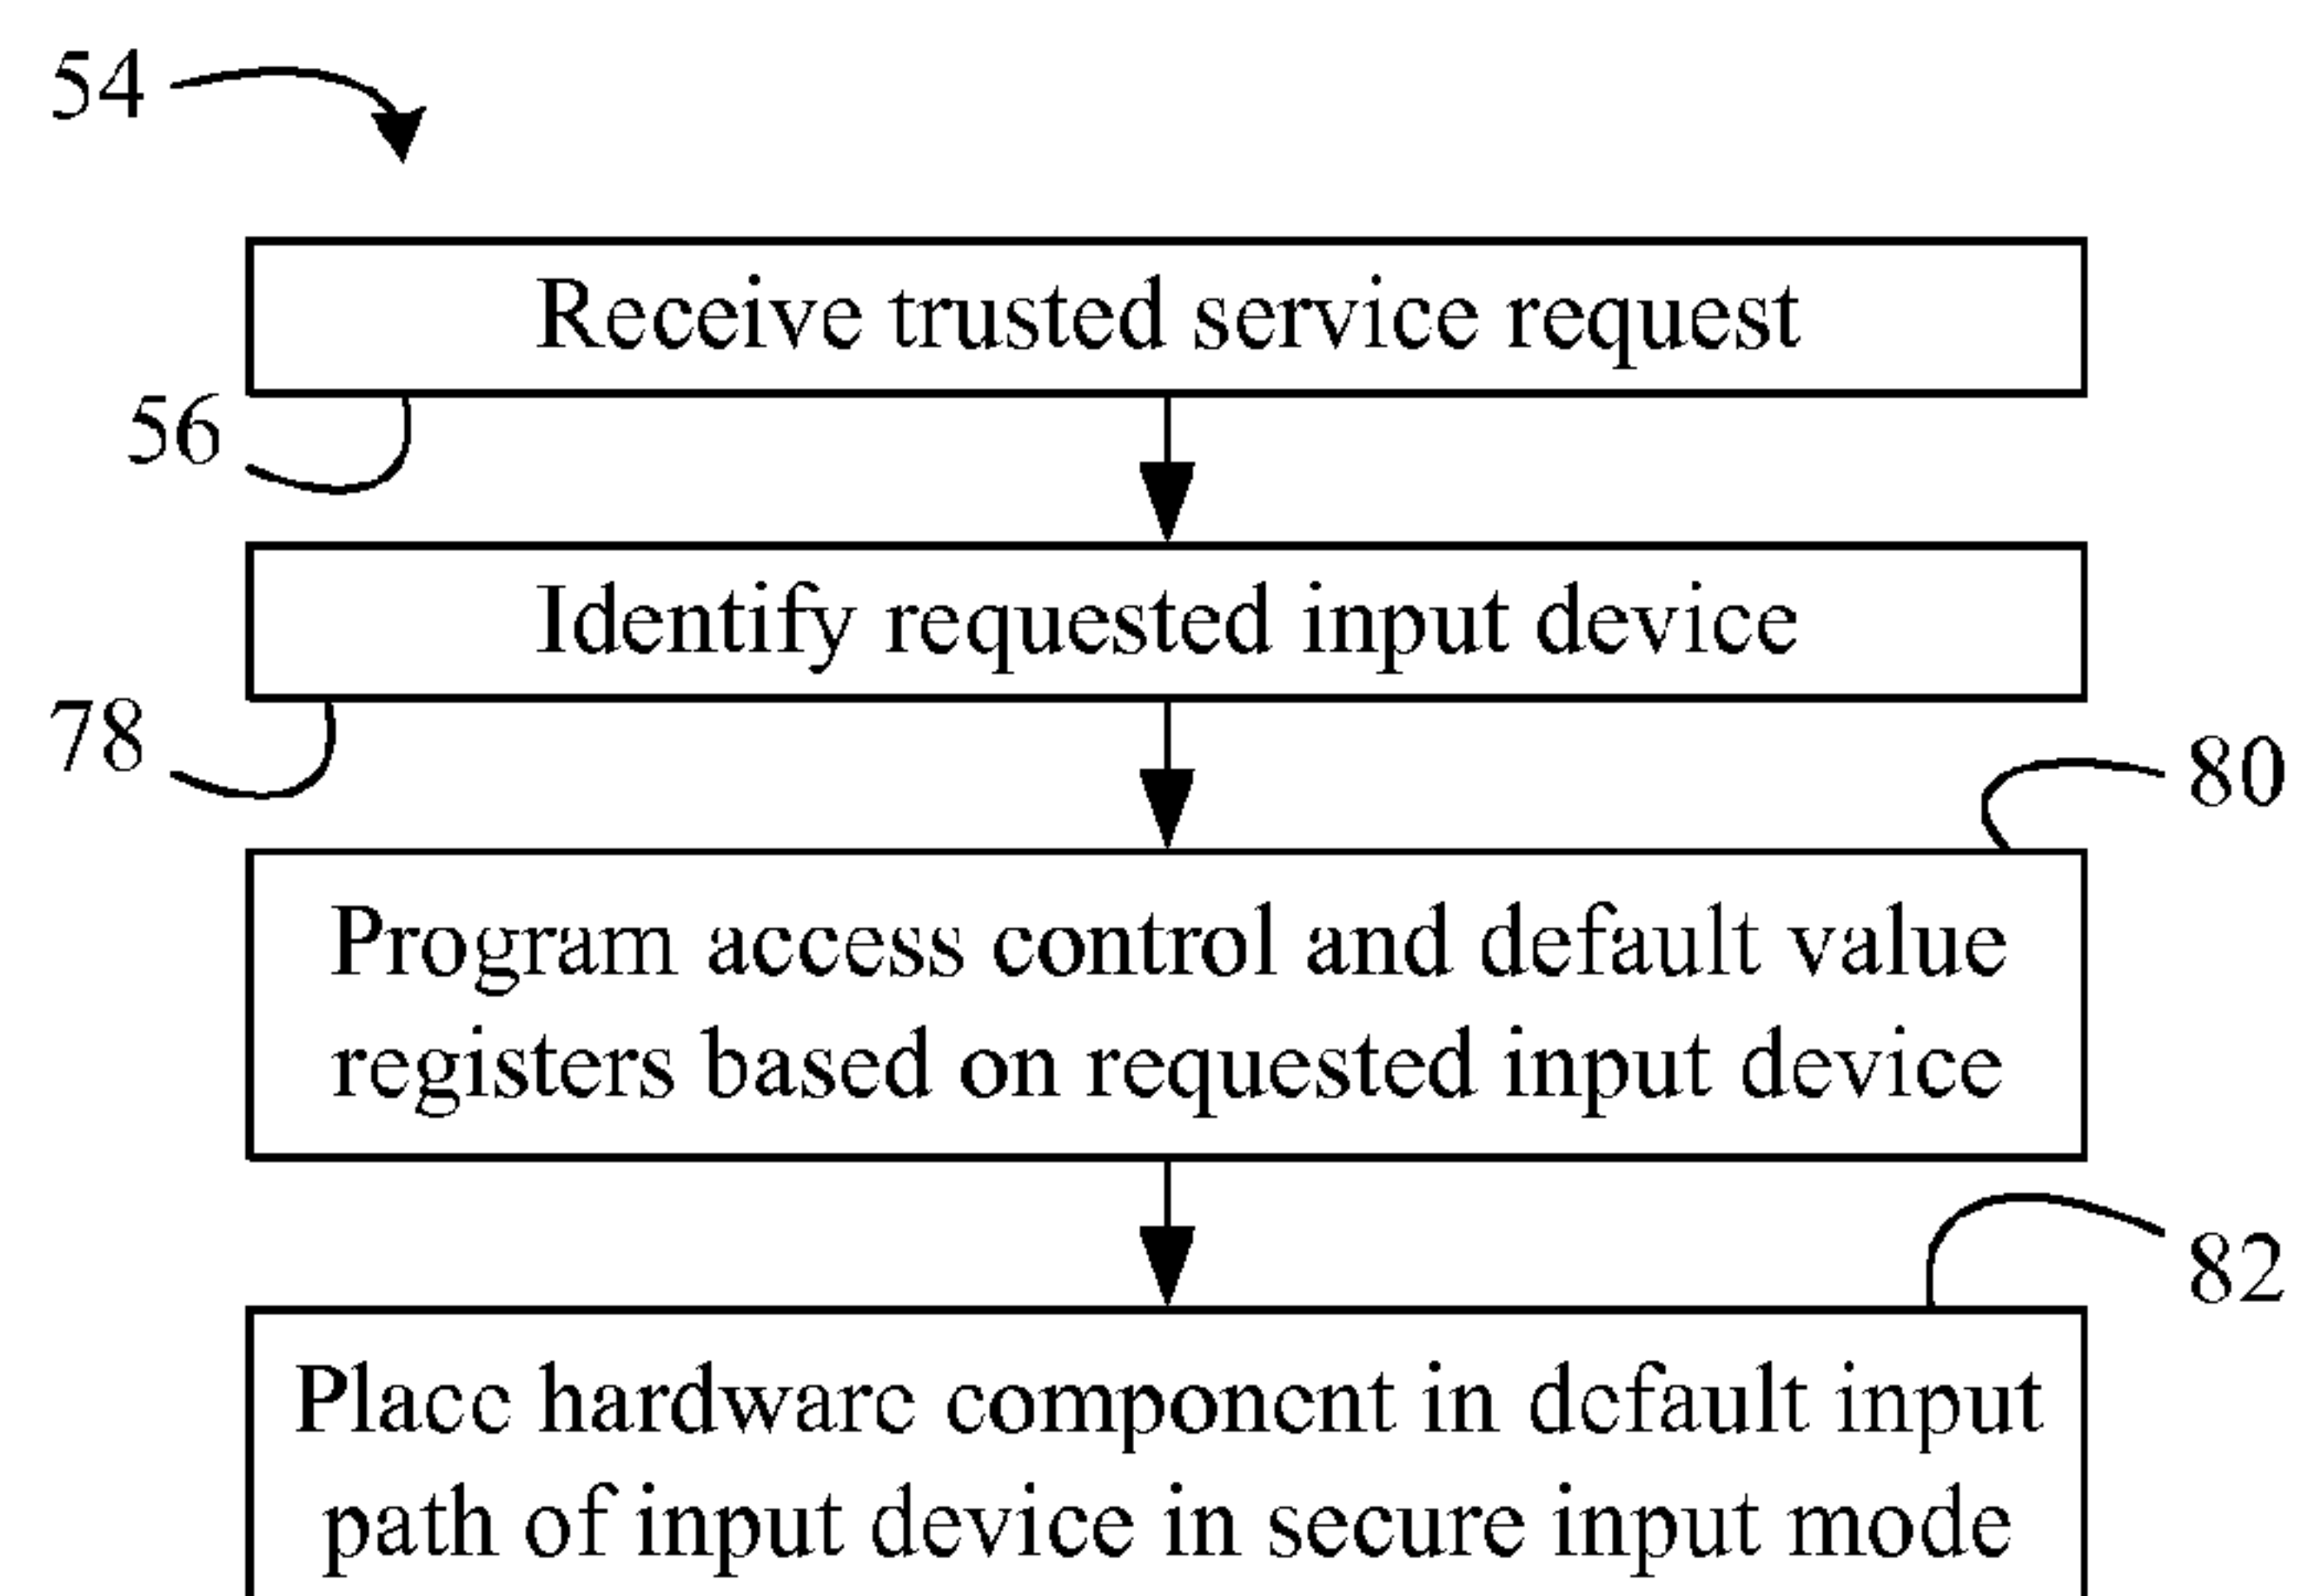 54
Receive trusted service request
56
Identify requested input device
78
80
Program access control and default value
registers based on requested input device
82
Place hardware component in default input
path of input device in secure input mode